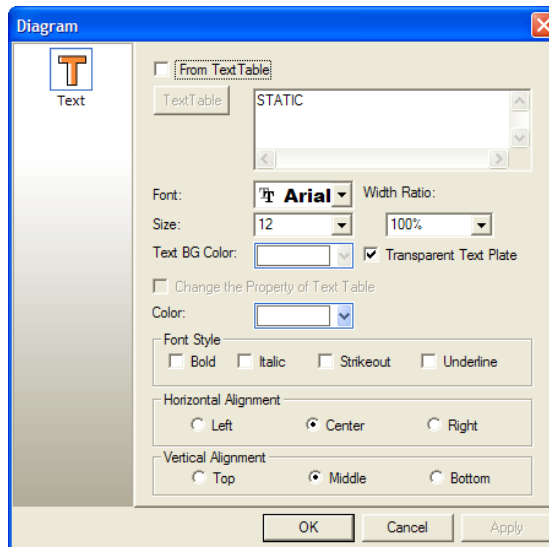 Diagram
Text
From TextTable
TextTable
STATIC
Font: Arial Width Ratio:
Size: 12 100%
Text BG Color: Transparent Text Plate
Change the Property of Text Table
Color:
Font Style
Bold Italic Strikeout Underline
Horizontal Alignment
Left Center Right
Vertical Alignment
Top Middle Bottom
OK Cancel Apply